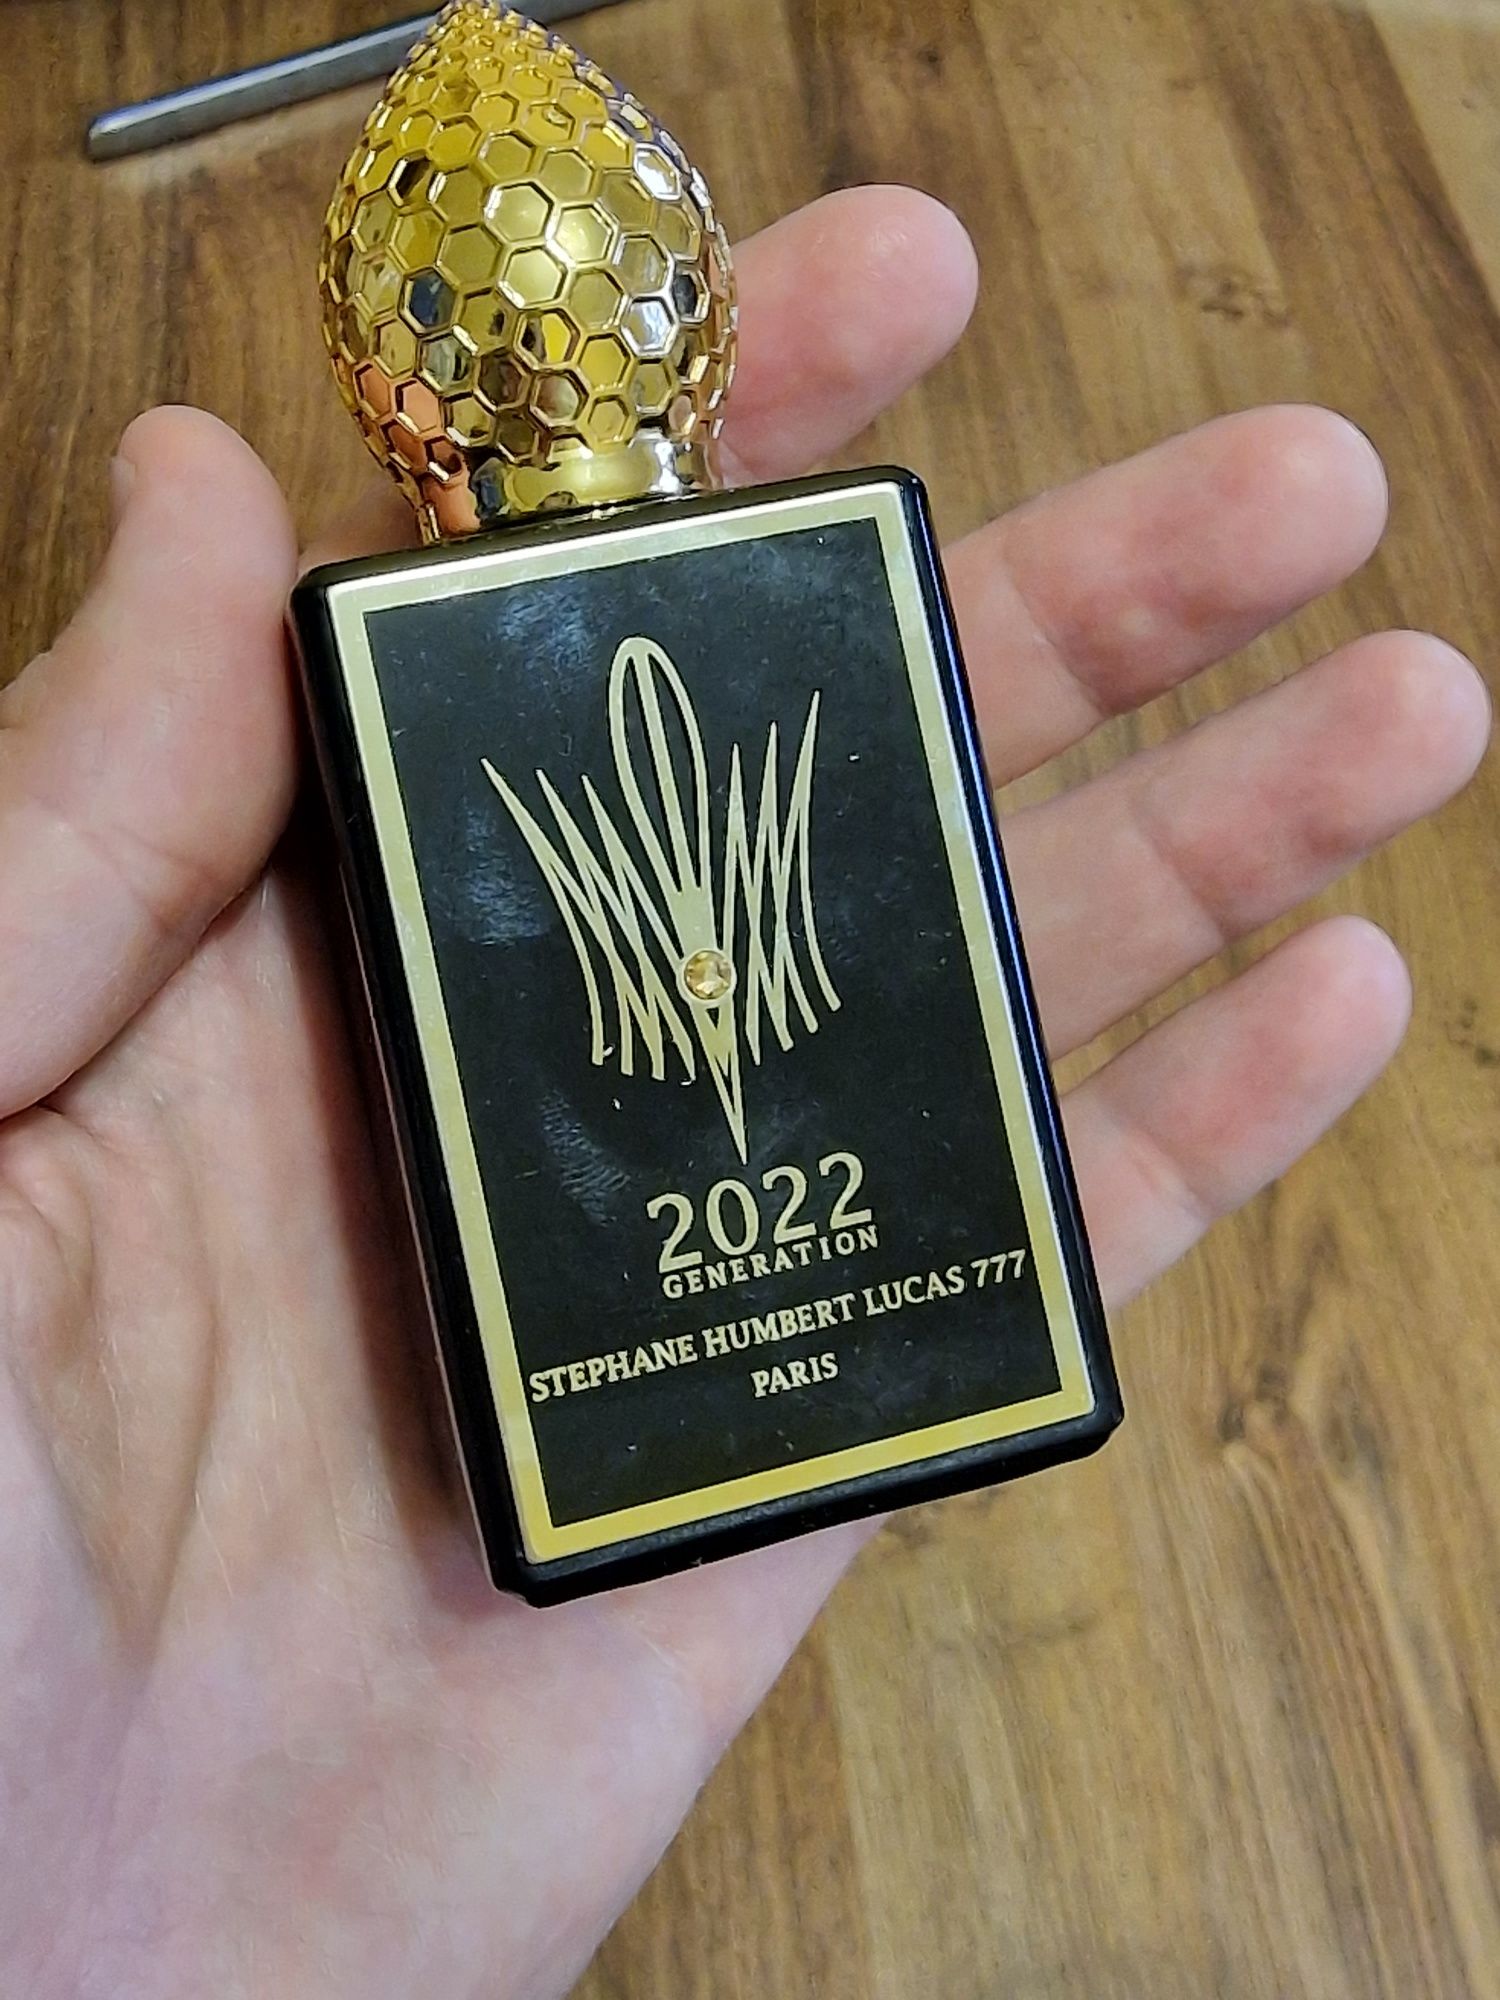 2022
GENERATION
STEPHANE HUMBERT LUCAS 777
PARIS